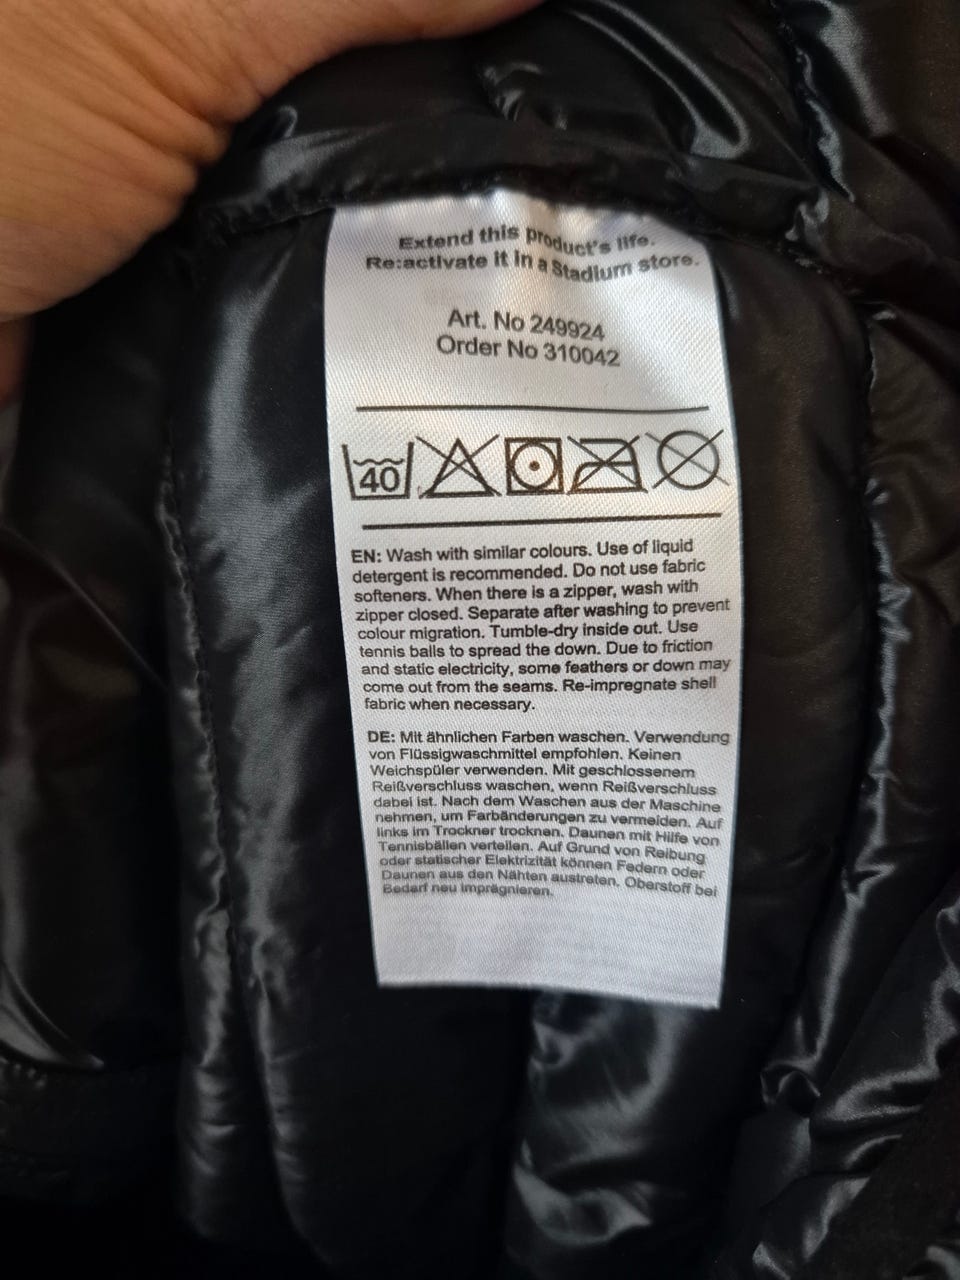 Extend this product's life.
Re:activate it in a Stadium store.
Art. No 249924
Order No 310042
40
EN: Wash with similar colours. Use of liquid
detergent is recommended. Do not use fabric
softeners. When there is a zipper, wash with
zipper closed. Separate after washing to prevent
colour migration. Tumble-dry inside out. Use
tennis balls to spread the down. Due to friction
and static electricity, some feathers or down may
come out from the seams. Re-impregnate shell
fabric when necessary.
DE: Mit ähnlichen Farben waschen. Verwendung
von Flüssigwaschmittel empfohlen. Keinen
Weichspüler verwenden. Mit geschlossenem
Reißverschluss waschen, wenn Reißverschluss
dabei ist. Nach dem Waschen aus der Maschine
nehmen, um Farbänderungen zu vermeiden. Auf
links im Trockner trocknen. Daunen mit Hilfe von
Tennisbällen verteilen. Auf Grund von Reibung
oder statischer Elektrizität können Federn oder
Daunen aus den Nähten austreten. Oberstoff bei
Bedarf neu imprägnieren.